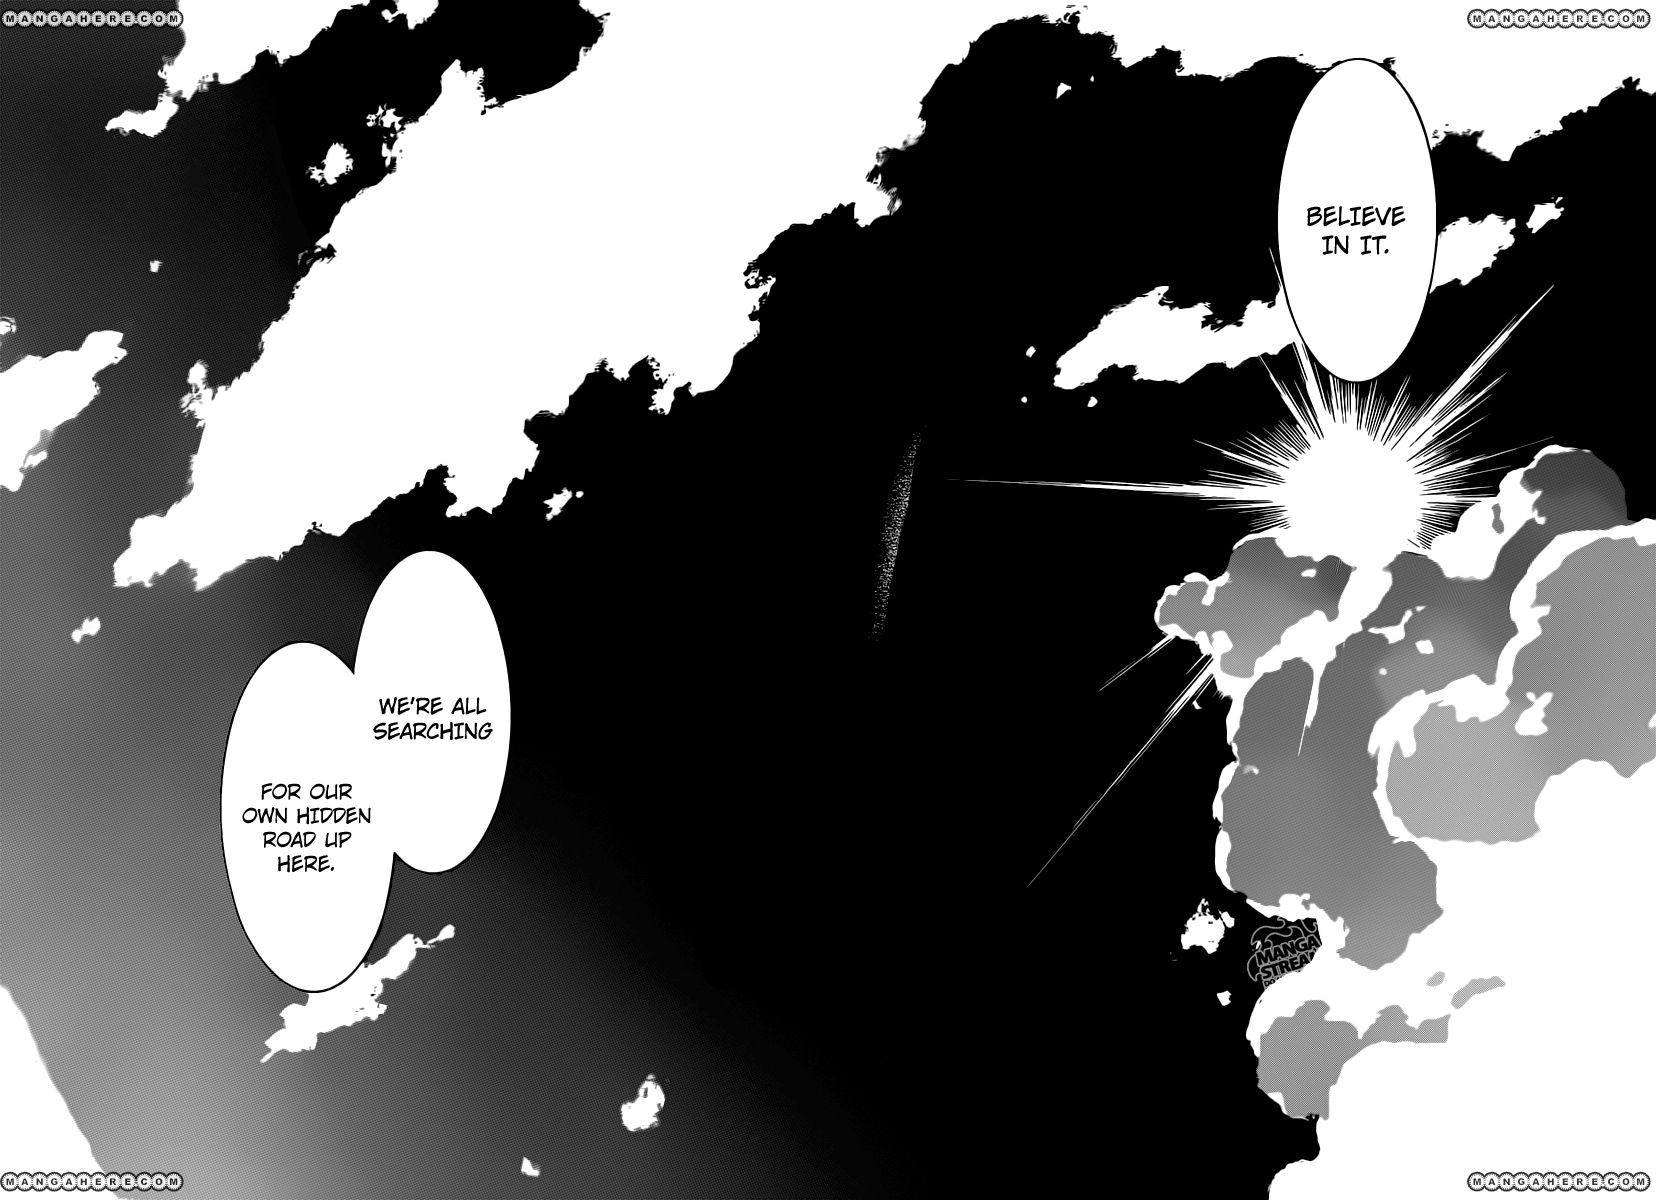 MANGAHERE.COM
MANGAHERE.COM
BELIEVE
IN IT.
WE'RE ALL
SEARCHING
FOR OUR
OWN HIDDEN
ROAD UP
HERE.
MANGA
STREAM
MANGAHERE.COM
MANGAHERE.COM